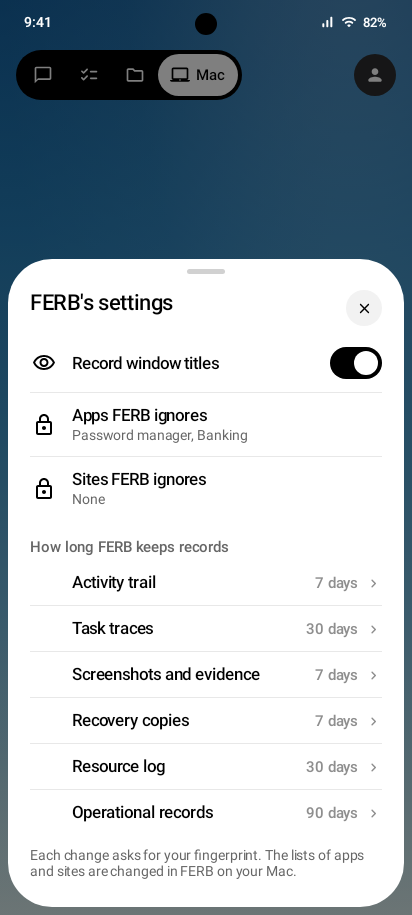 9:41
82%
Mac
FERB's settings
Record window titles
Apps FERB ignores
Password manager, Banking
Sites FERB ignores
None
How long FERB keeps records
Activity trail 7 days
Task traces 30 days
Screenshots and evidence 7 days
Recovery copies 7 days
Resource log 30 days
Operational records 90 days
Each change asks for your fingerprint. The lists of apps
and sites are changed in FERB on your Mac.